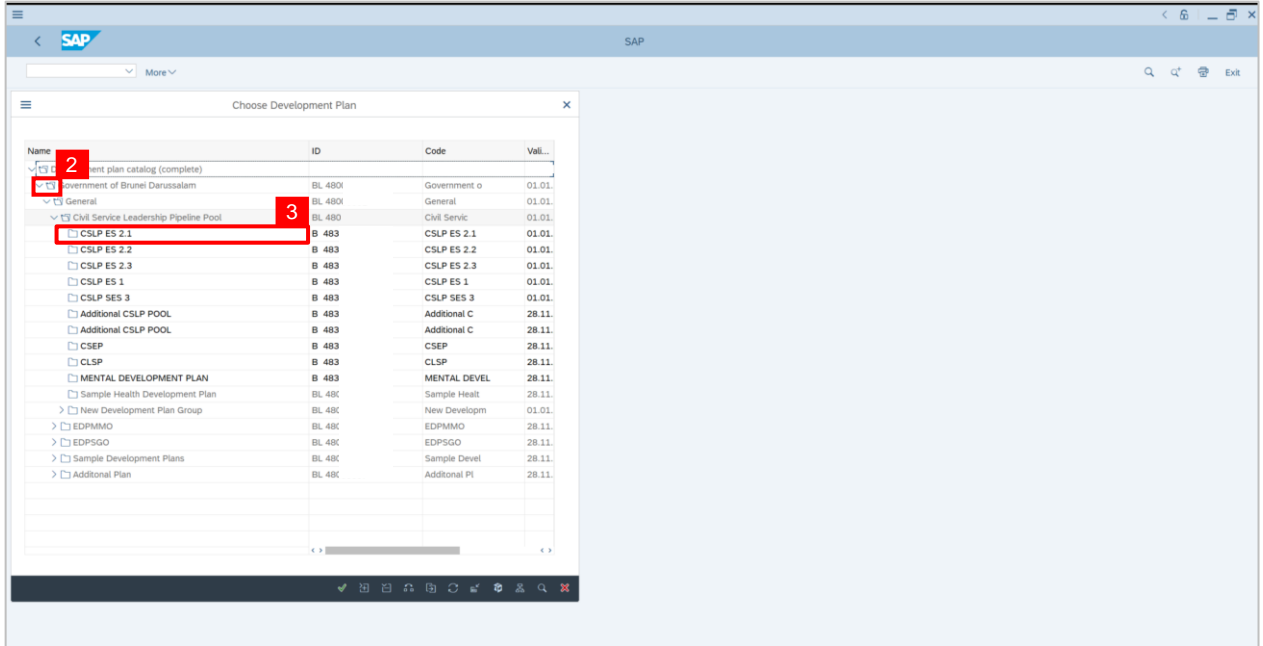 SAP
SAP
More
Exit
Choose Development Plan
Name ID Code Vali...
2
ent plan catalog (complete)
Government of Brunei Darussalam BL 480 Government o 01.01.
General BL 480 General 01.01.
3
Civil Service Leadership Pipeline Pool BL 480 Civil Servic 01.01.
CSLP ES 2.1 B 483 CSLP ES 2.1 01.01.
CSLP ES 2.2 B 483 CSLP ES 2.2 01.01.
CSLP ES 2.3 B 483 CSLP ES 2.3 01.01.
CSLP ES 1 B 483 CSLP ES 1 01.01.
CSLP SES 3 B 483 CSLP SES 3 01.01.
Additional CSLP POOL B 483 Additional C 28.11.
Additional CSLP POOL B 483 Additional C 28.11.
CSEP B 483 CSEP 28.11.
CLSP B 483 CLSP 28.11.
MENTAL DEVELOPMENT PLAN B 483 MENTAL DEVEL 28.11.
Sample Health Development Plan BL 480 Sample Healt 28.11.
New Development Plan Group BL 480 New Developm 01.01.
EDPMMO BL 480 EDPMMO 28.11.
EDPSGO BL 480 EDPSGO 28.11.
Sample Development Plans BL 480 Sample Devel 28.11.
Additonal Plan BL 480 Additonal Pl 28.11.